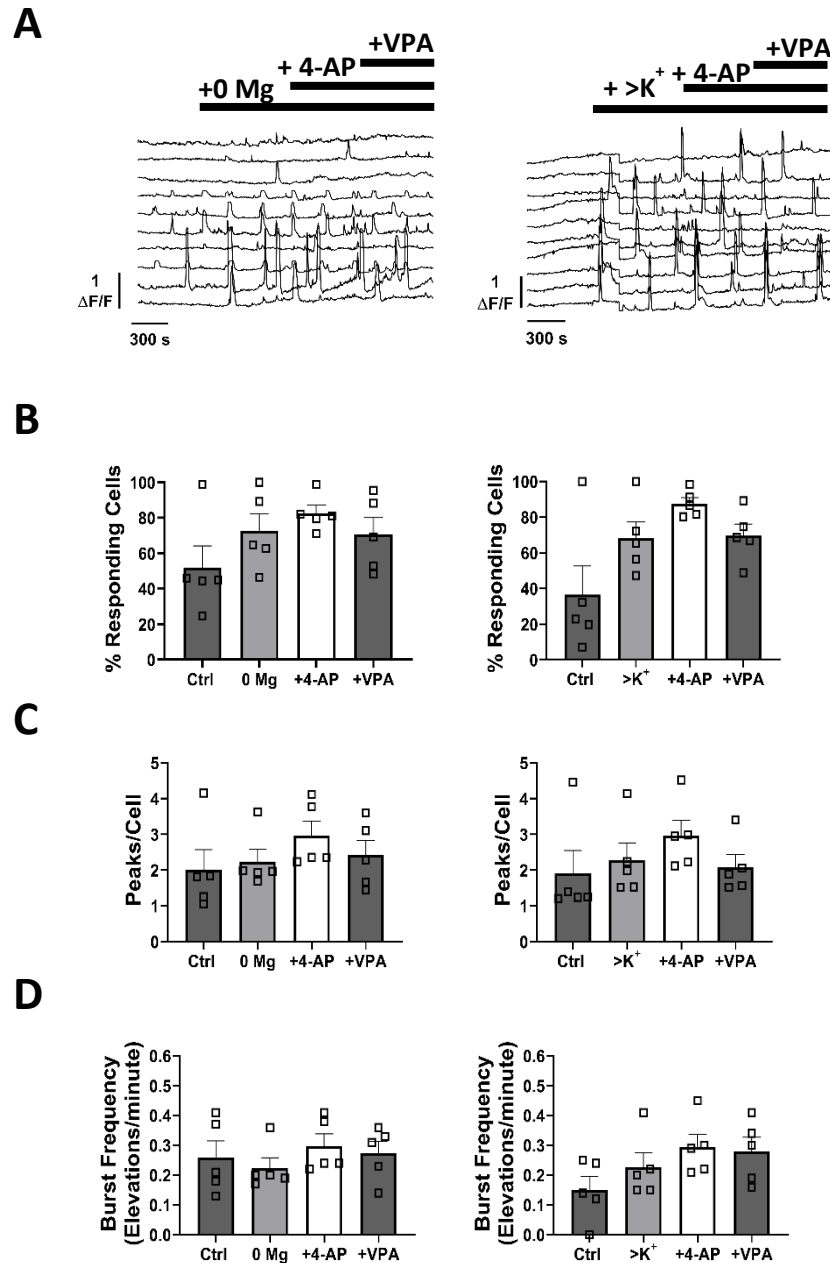 A
+VPA
+ 4-AP
+0 Mg
1
ΔF/F
300 s
+VPA
+ >K⁺ + 4-AP
1
ΔF/F
300 s
B
% Responding Cells
100
80
60
40
20
0
Ctrl 0 Mg +4-AP +VPA
% Responding Cells
100
80
60
40
20
0
Ctrl >K⁺ +4-AP +VPA
C
Peaks/Cell
5
4
3
2
1
0
Ctrl 0 Mg +4-AP +VPA
Peaks/Cell
5
4
3
2
1
0
Ctrl >K⁺ +4-AP +VPA
D
Burst Frequency
(Elevations/minute)
0.6
0.5
0.4
0.3
0.2
0.1
0.0
Ctrl 0 Mg +4-AP +VPA
Burst Frequency
(Elevations/minute)
0.6
0.5
0.4
0.3
0.2
0.1
0.0
Ctrl >K⁺ +4-AP +VPA